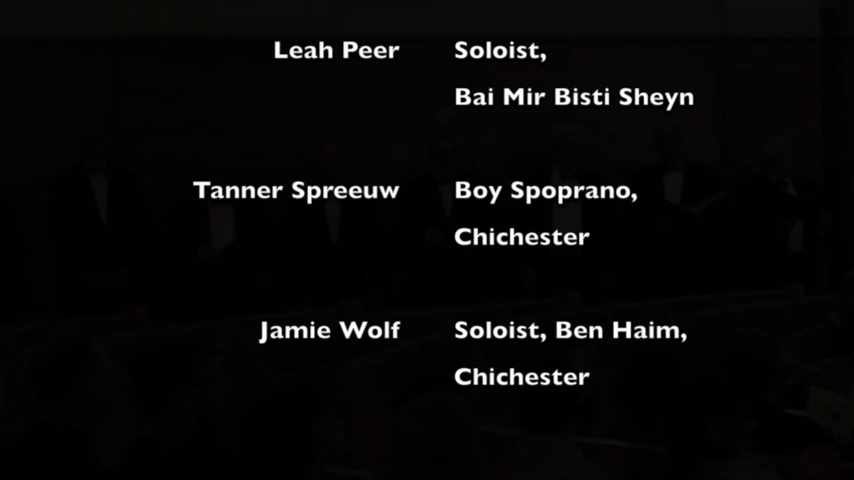 Leah Peer Soloist,
Bai Mir Bisti Sheyn
Tanner Spreeuw Boy Spoprano,
Chichester
Jamie Wolf Soloist, Ben Haim,
Chichester